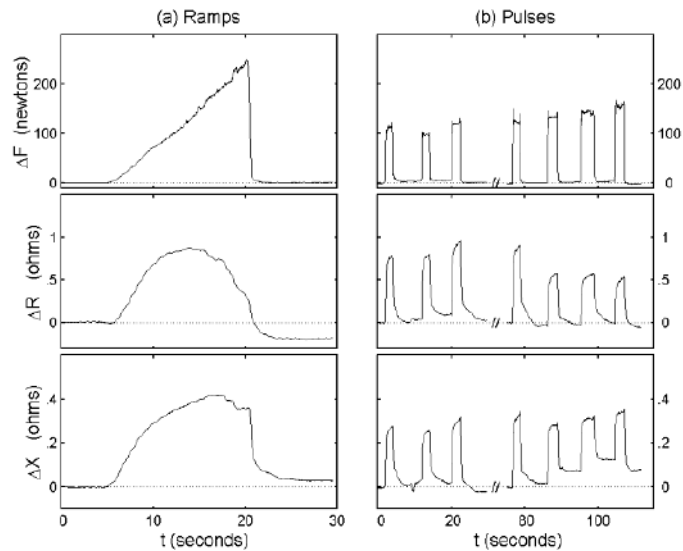 (a) Ramps (b) Pulses
ΔF (newtons)
200
100
0
200
100
0
ΔR (ohms)
1
.5
0
1
.5
0
ΔX (ohms)
.4
.2
0
.4
.2
0
0 10 20 30
0 20 80 100
t (seconds) t (seconds)